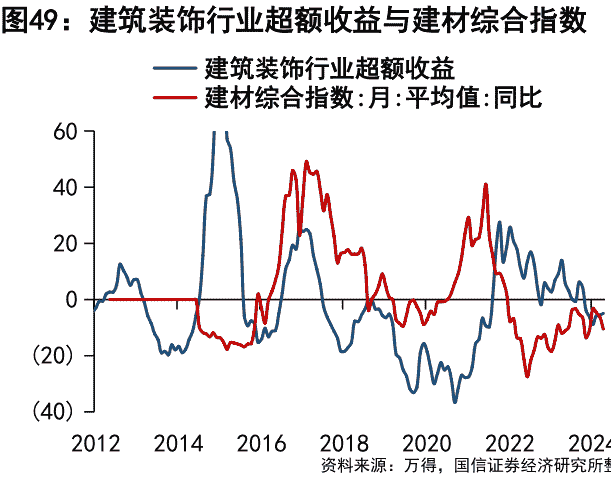 图49：建筑装饰行业超额收益与建材综合指数
建筑装饰行业超额收益
建材综合指数:月:平均值:同比
60
40
20
0
(20)
(40)
2012 2014 2016 2018 2020 2022 2024
资料来源：万得，国信证券经济研究所整